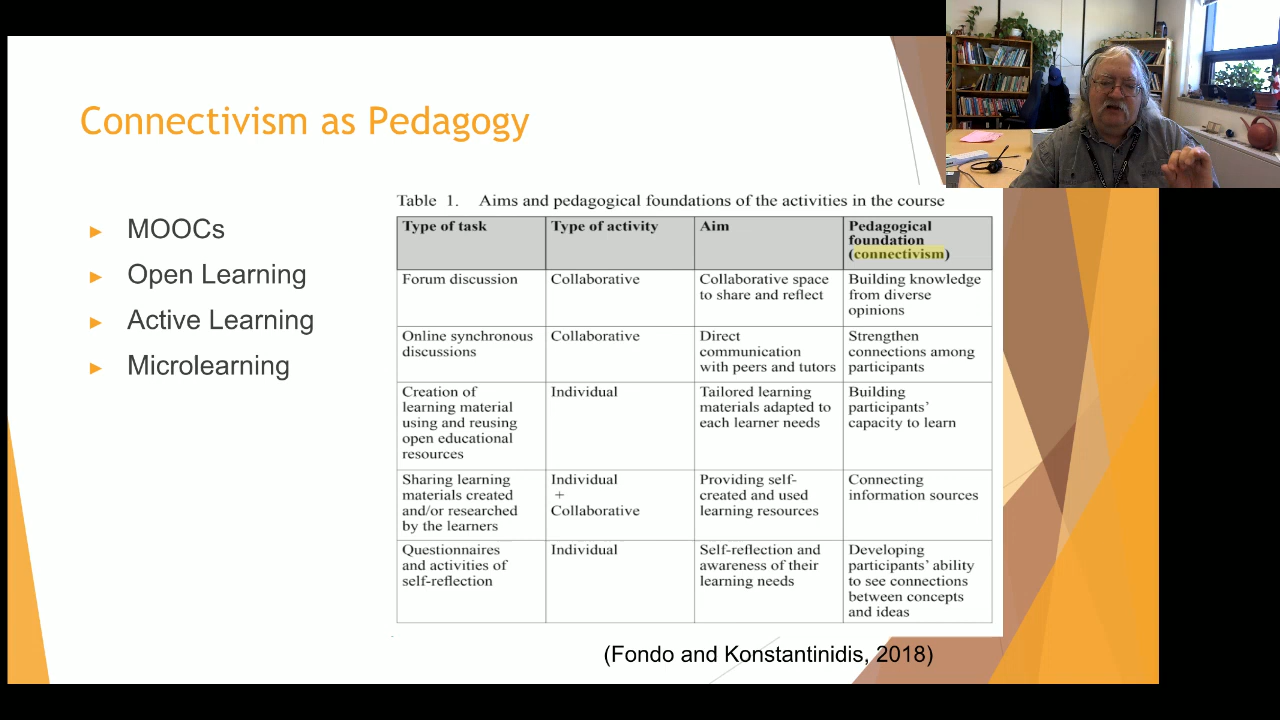 Connectivism as Pedagogy
MOOCs
Open Learning
Active Learning
Microlearning
Table 1. Aims and pedagogical foundations of the activities in the course
Type of task
Type of activity
Aim
Pedagogical
foundation
(connectivism)
Forum discussion
Collaborative
Collaborative space
to share and reflect
Building knowledge
from diverse
opinions
Online synchronous
discussions
Collaborative
Direct
communication
with peers and tutors
Strengthen
connections among
participants
Creation of
learning material
using and reusing
open educational
resources
Individual
Tailored learning
materials adapted to
each learner needs
Building
participants'
capacity to learn
Sharing learning
materials created
and/or researched
by the learners
Individual
+
Collaborative
Providing self-
created and used
learning resources
Connecting
information sources
Questionnaires
and activities of
self-reflection
Individual
Self-reflection and
awareness of their
learning needs
Developing
participants' ability
to see connections
between concepts
and ideas
(Fondo and Konstantinidis, 2018)